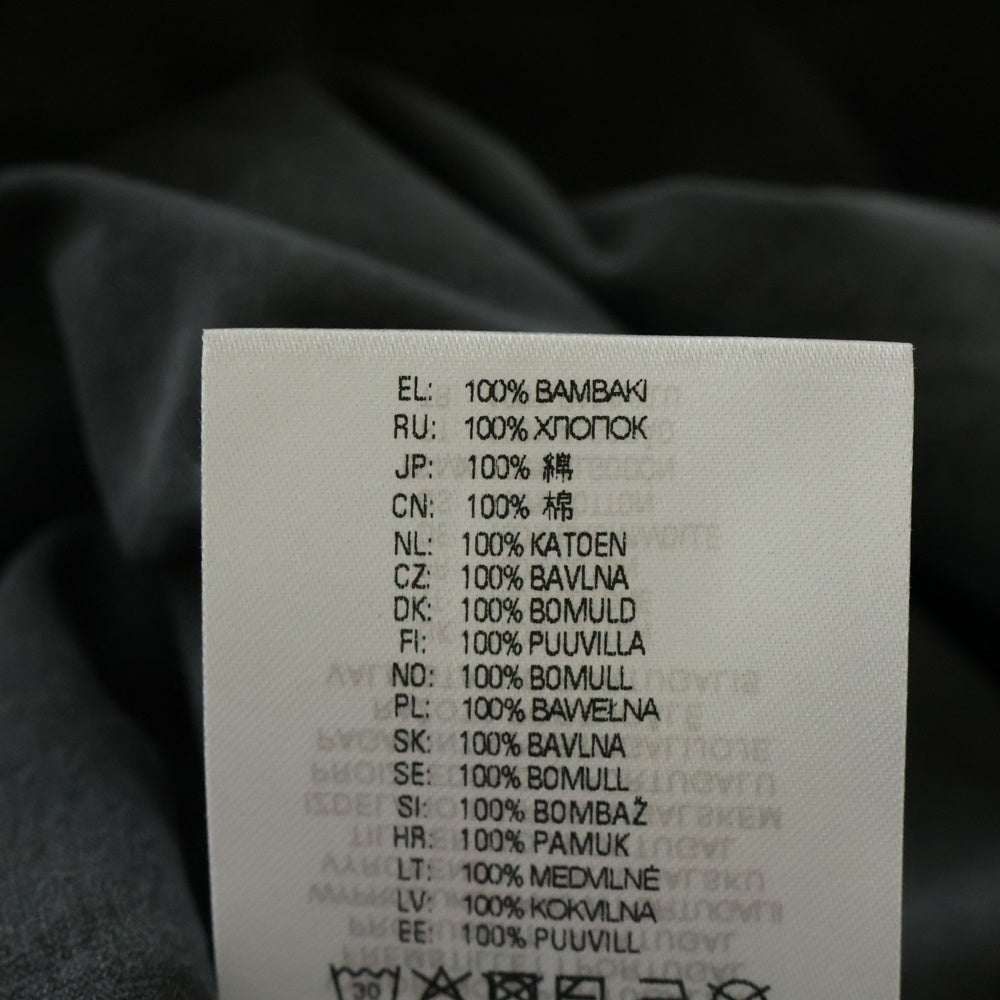 EL: 100% BAMBAKI
RU: 100% ХЛОПОК
JP: 100% 綿
CN: 100% 棉
NL: 100% KATOEN
CZ: 100% BAVLNA
DK: 100% BOMULD
FI: 100% PUUVILLA
NO: 100% BOMULL
PL: 100% BAWEŁNA
SK: 100% BAVLNA
SE: 100% BOMULL
SI: 100% BOMBAŽ
HR: 100% PAMUK
LT: 100% MEDVILNĖ
LV: 100% KOKVILNA
EE: 100% PUUVILL
30